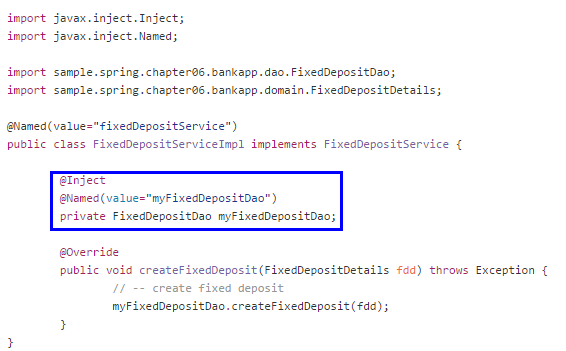 import javax.inject.Inject;
import javax.inject.Named;
import sample.spring.chapter06.bankapp.dao.FixedDepositDao;
import sample.spring.chapter06.bankapp.domain.FixedDepositDetails;
@Named(value="fixedDepositService")
public class FixedDepositServiceImpl implements FixedDepositService {
@Inject
@Named(value="myFixedDepositDao")
private FixedDepositDao myFixedDepositDao;
@Override
public void createFixedDeposit(FixedDepositDetails fdd) throws Exception {
// -- create fixed deposit
myFixedDepositDao.createFixedDeposit(fdd);
}
}